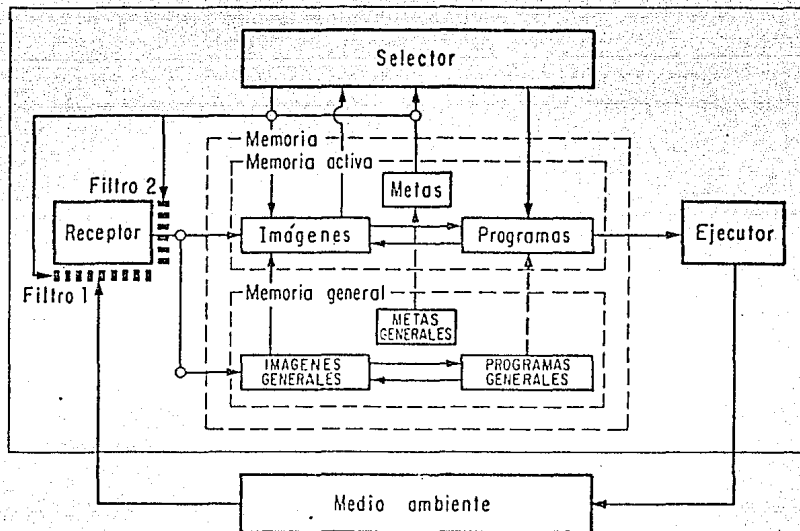 Selector
Memoria
Memoria activa
Filtro 2
Metas
Receptor
Imágenes
Programas
Ejecutor
Filtro 1
Memoria general
METAS
GENERALES
IMAGENES
GENERALES
PROGRAMAS
GENERALES
Medio ambiente